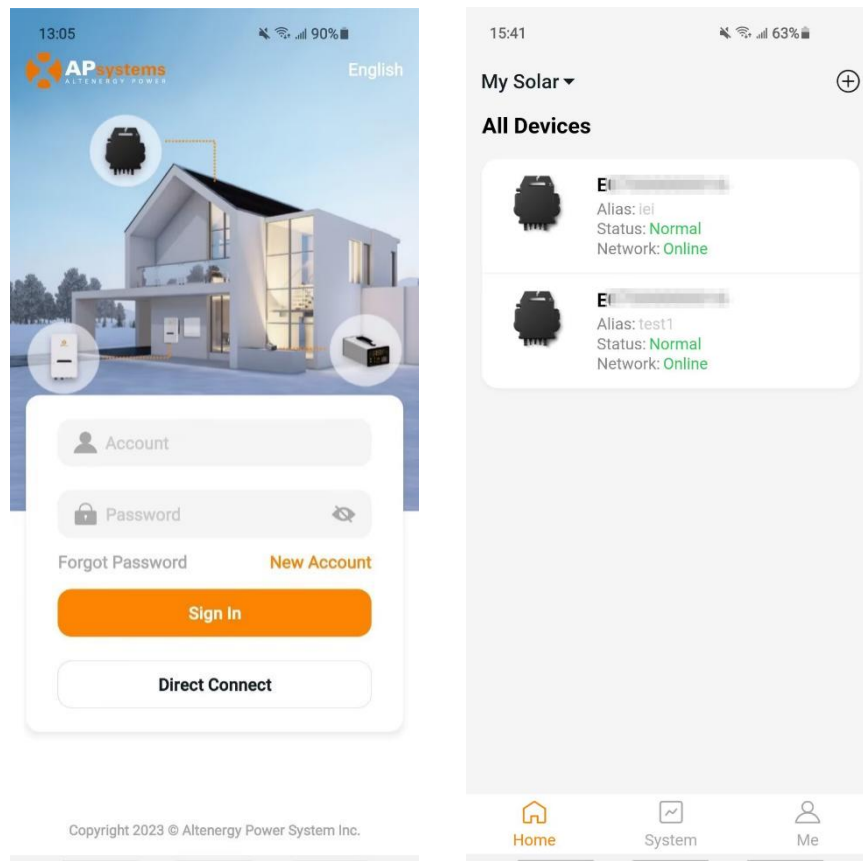 13:05
90%
APsystems
ALTENERGY POWER
English
Account
Password
Forgot Password
New Account
Sign In
Direct Connect
Copyright 2023 © Altenergy Power System Inc.
15:41
63%
My Solar
All Devices
Alias: iei
Status: Normal
Network: Online
Alias: test1
Status: Normal
Network: Online
Home
System
Me